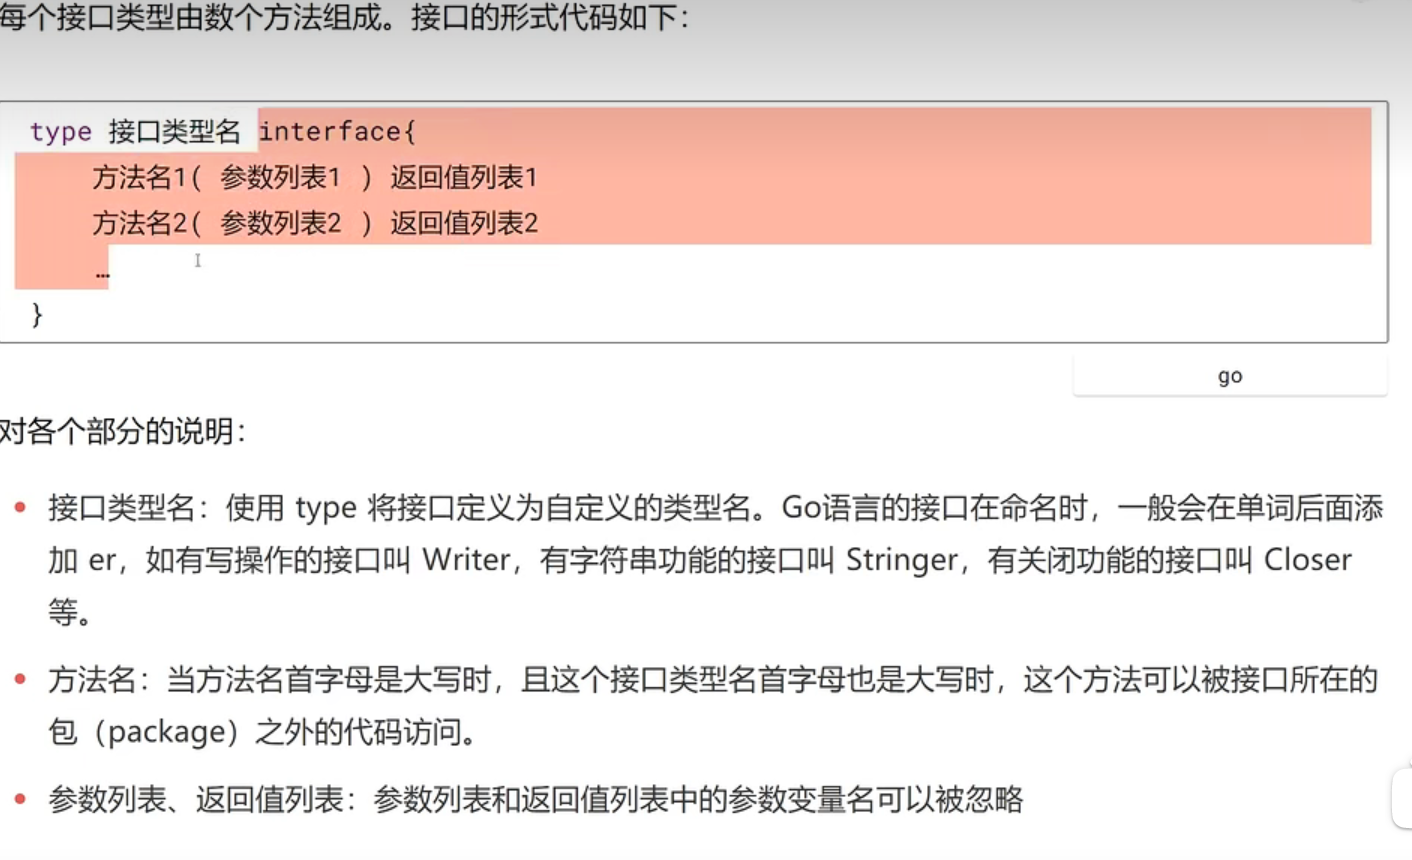 每个接口类型由数个方法组成。接口的形式代码如下：
type 接口类型名 interface{
方法名1( 参数列表1 ) 返回值列表1
方法名2( 参数列表2 ) 返回值列表2
…
}
go
对各个部分的说明：
• 接口类型名：使用 type 将接口定义为自定义的类型名。Go语言的接口在命名时，一般会在单词后面添
加 er，如有写操作的接口叫 Writer，有字符串功能的接口叫 Stringer，有关闭功能的接口叫 Closer
等。
• 方法名：当方法名首字母是大写时，且这个接口类型名首字母也是大写时，这个方法可以被接口所在的
包（package）之外的代码访问。
• 参数列表、返回值列表：参数列表和返回值列表中的参数变量名可以被忽略